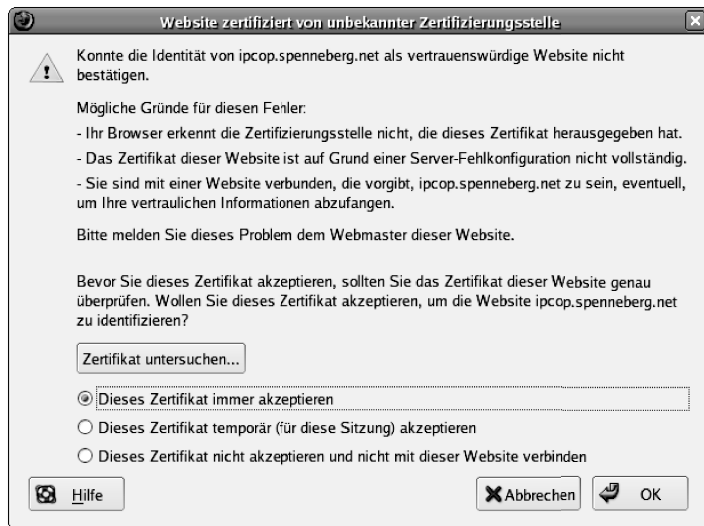 Website zertifiziert von unbekannter Zertifizierungsstelle
Konnte die Identität von ipcop.spenneberg.net als vertrauenswürdige Website nicht
bestätigen.
Mögliche Gründe für diesen Fehler:
- Ihr Browser erkennt die Zertifizierungsstelle nicht, die dieses Zertifikat herausgegeben hat.
- Das Zertifikat dieser Website ist auf Grund einer Server-Fehlkonfiguration nicht vollständig.
- Sie sind mit einer Website verbunden, die vorgibt, ipcop.spenneberg.net zu sein, eventuell,
um Ihre vertraulichen Informationen abzufangen.
Bitte melden Sie dieses Problem dem Webmaster dieser Website.
Bevor Sie dieses Zertifikat akzeptieren, sollten Sie das Zertifikat dieser Website genau
überprüfen. Wollen Sie dieses Zertifikat akzeptieren, um die Website ipcop.spenneberg.net
zu identifizieren?
Zertifikat untersuchen...
Dieses Zertifikat immer akzeptieren
Dieses Zertifikat temporär (für diese Sitzung) akzeptieren
Dieses Zertifikat nicht akzeptieren und nicht mit dieser Website verbinden
Hilfe
Abbrechen
OK